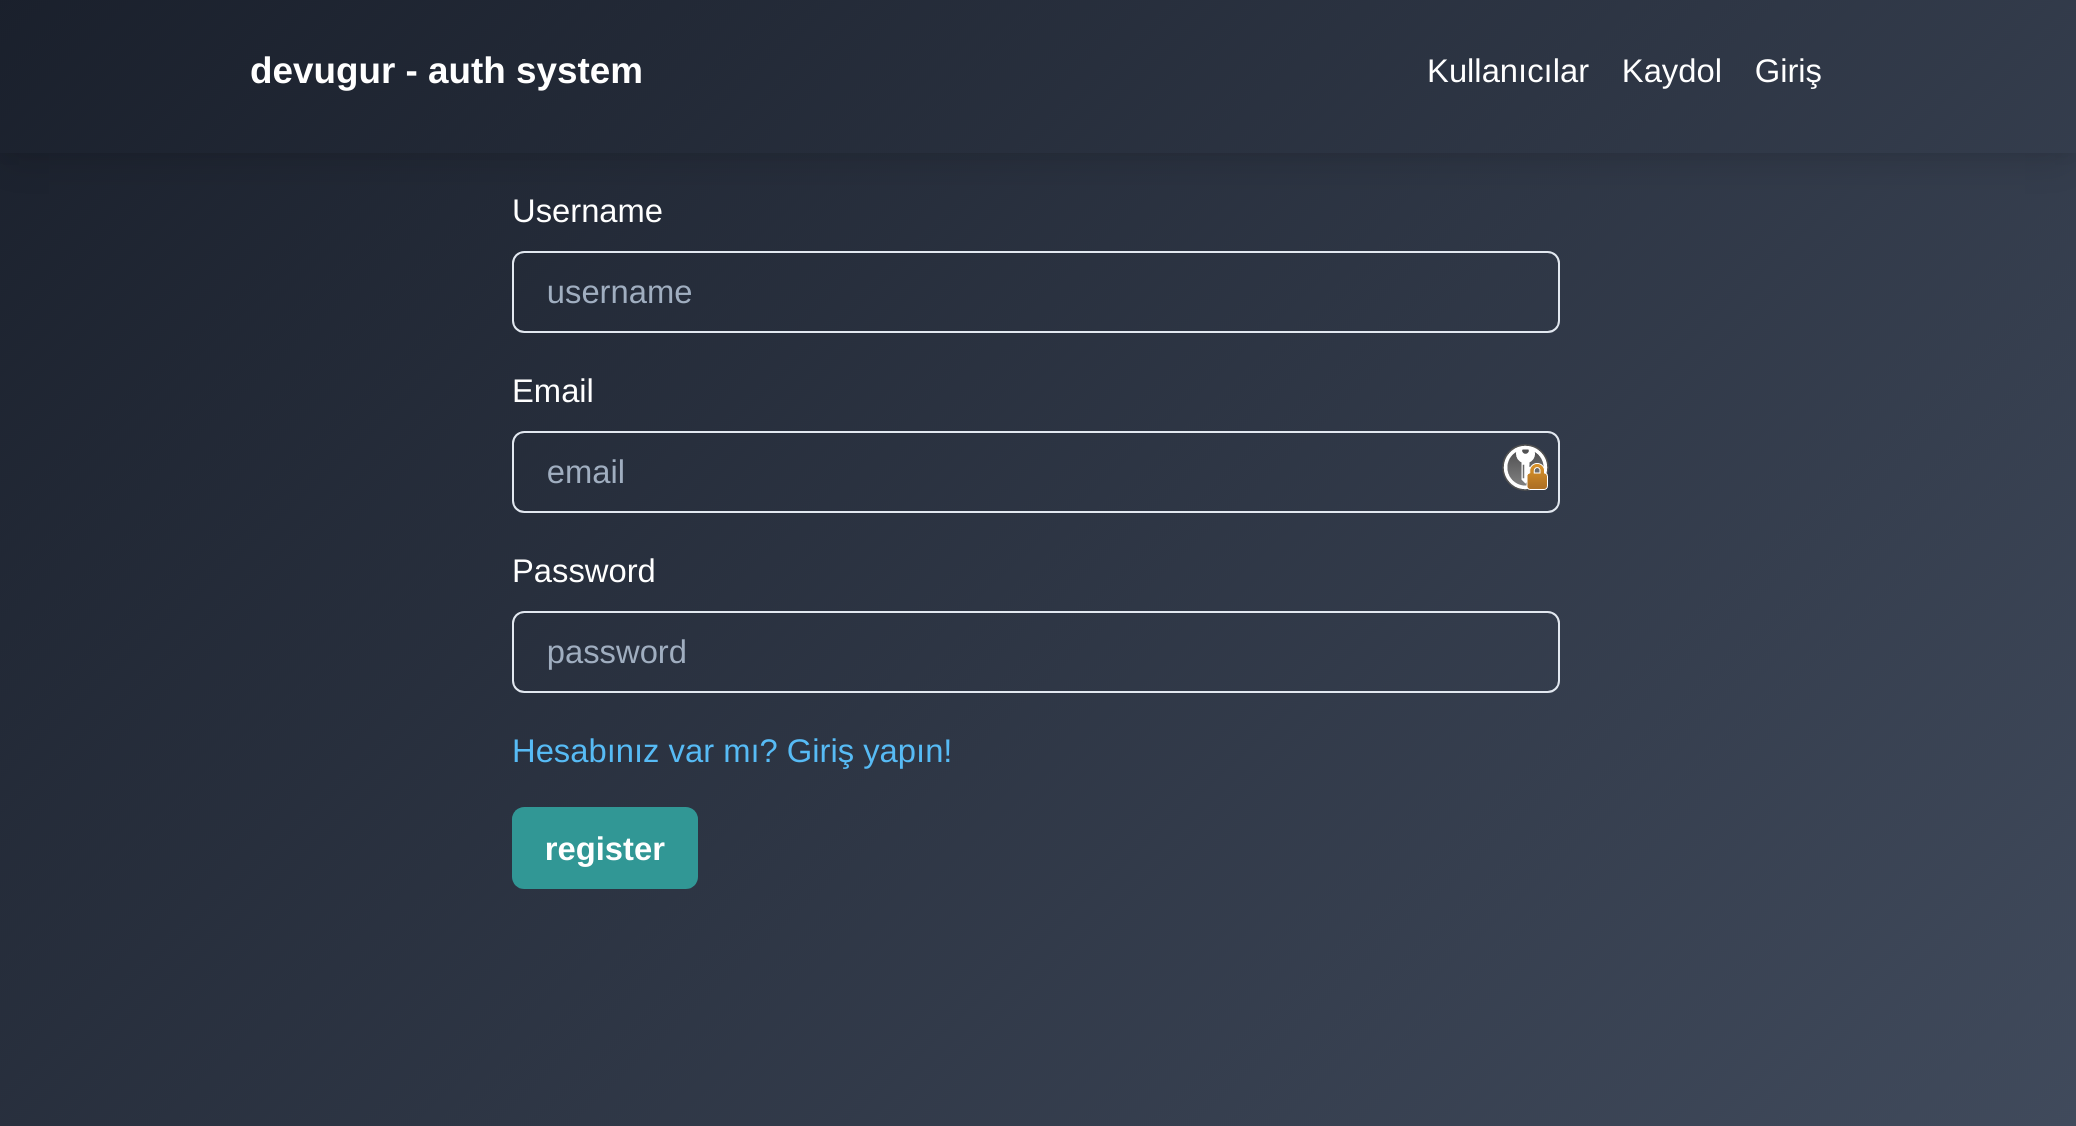 devugur - auth system
Kullanıcılar Kaydol Giriş
Username
username
Email
email
Password
password
Hesabınız var mı? Giriş yapın!
register